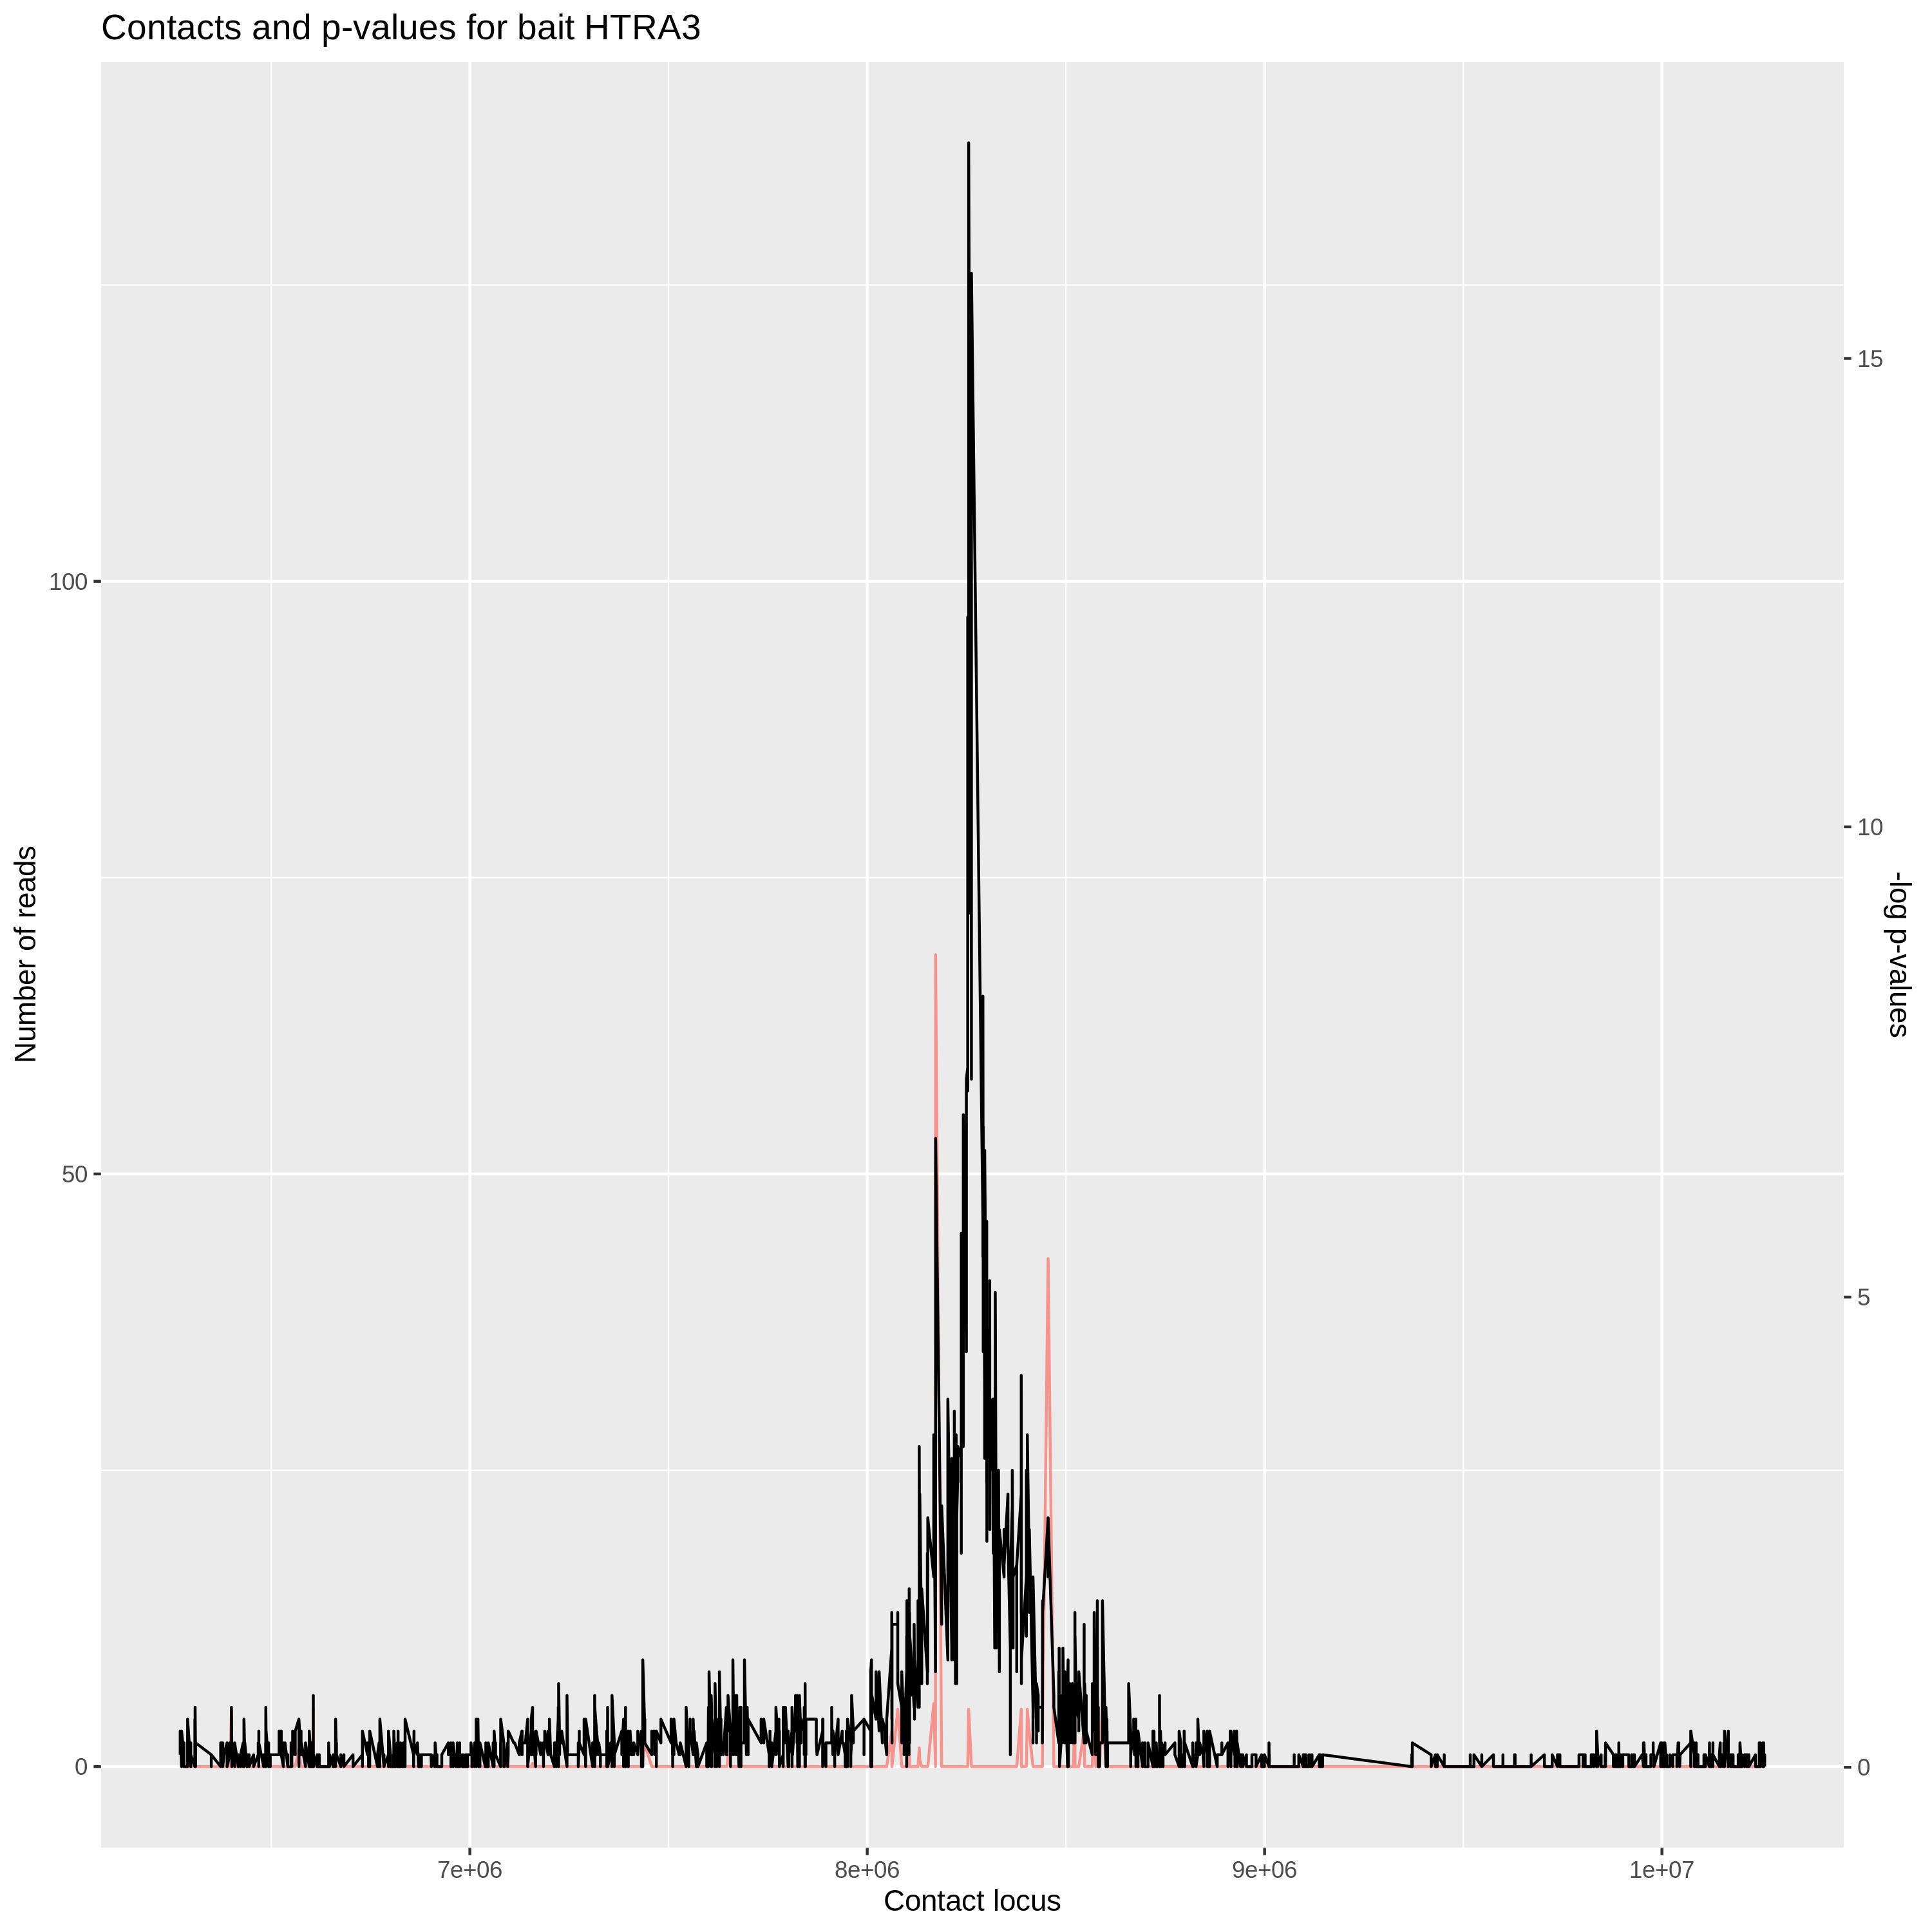 Contacts and p-values for bait HTRA3
Number of reads
100
50
0
15
10
5
0
-log p-values
7e+06
8e+06
9e+06
1e+07
Contact locus